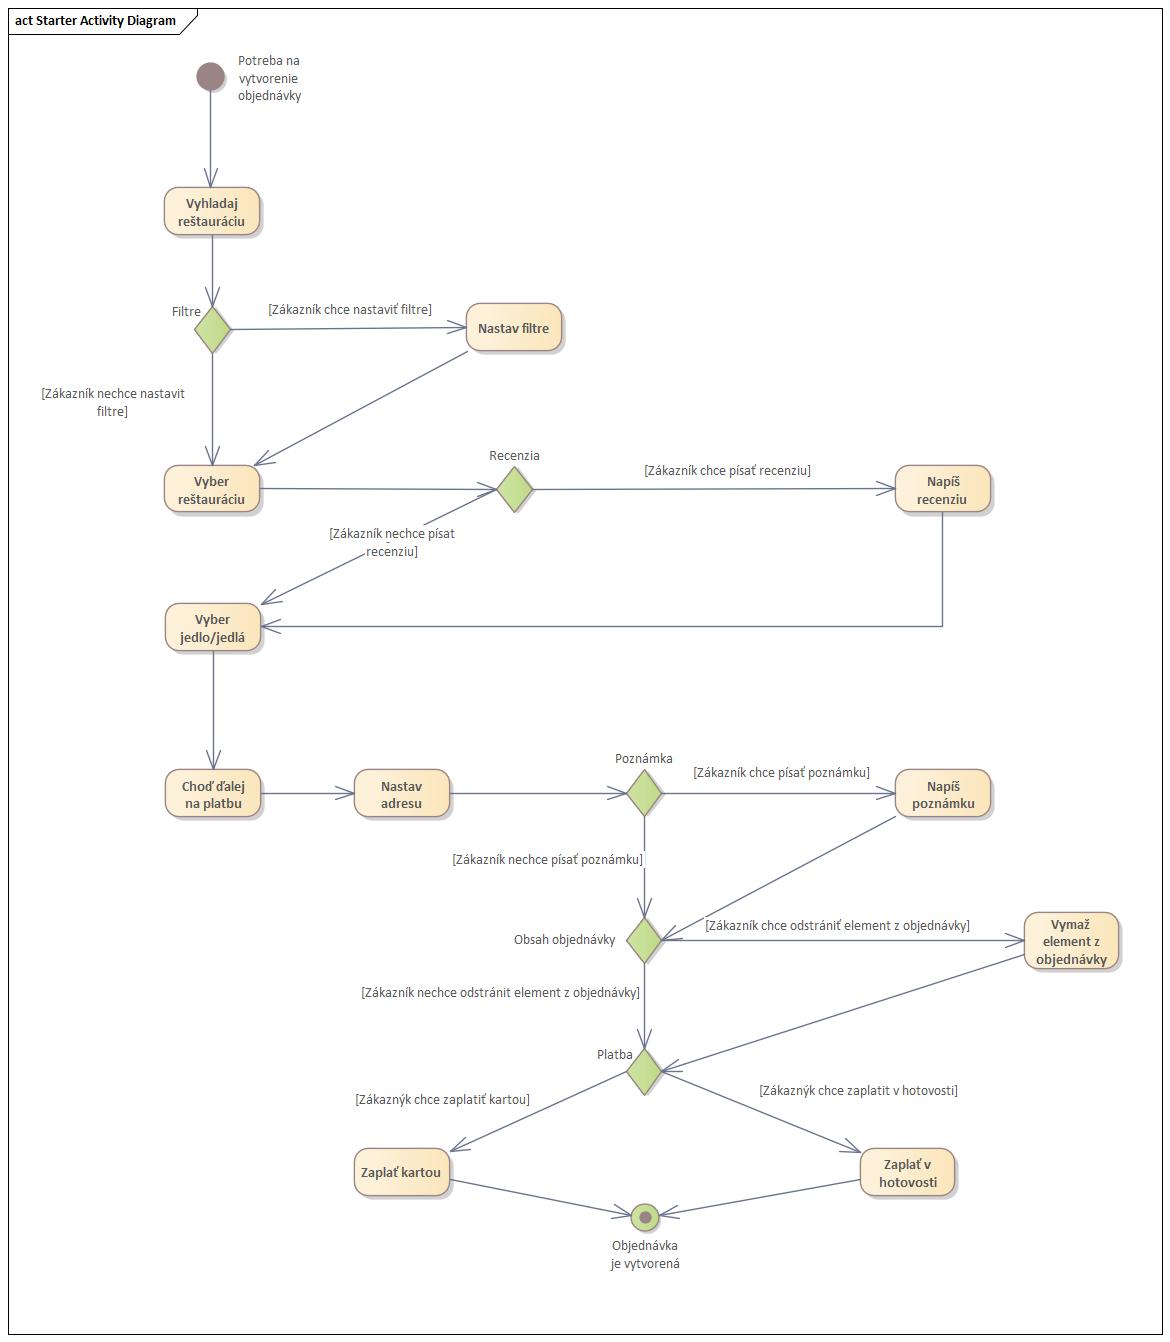 act Starter Activity Diagram
Potreba na
vytvorenie
objednávky
Vyhladaj
reštauráciu
Filtre
[Zákazník chce nastaviť filtre]
Nastav filtre
[Zákazník nechce nastavit
filtre]
Vyber
reštauráciu
Recenzia
[Zákazník chce písať recenziu]
Napíš
recenziu
[Zákazník nechce písat
recenziu]
Vyber
jedlo/jedlá
Choď ďalej
na platbu
Nastav
adresu
Poznámka
[Zákazník chce písať poznámku]
Napíš
poznámku
[Zákazník nechce písať poznámku]
Obsah objednávky
[Zákazník chce odstrániť element z objednávky]
Vymaž
element z
objednávky
[Zákazník nechce odstránit element z objednávky]
Platba
[Zákaznýk chce zaplatiť kartou]
[Zákaznýk chce zaplatit v hotovosti]
Zaplať kartou
Zaplať v
hotovosti
Objednávka
je vytvorená